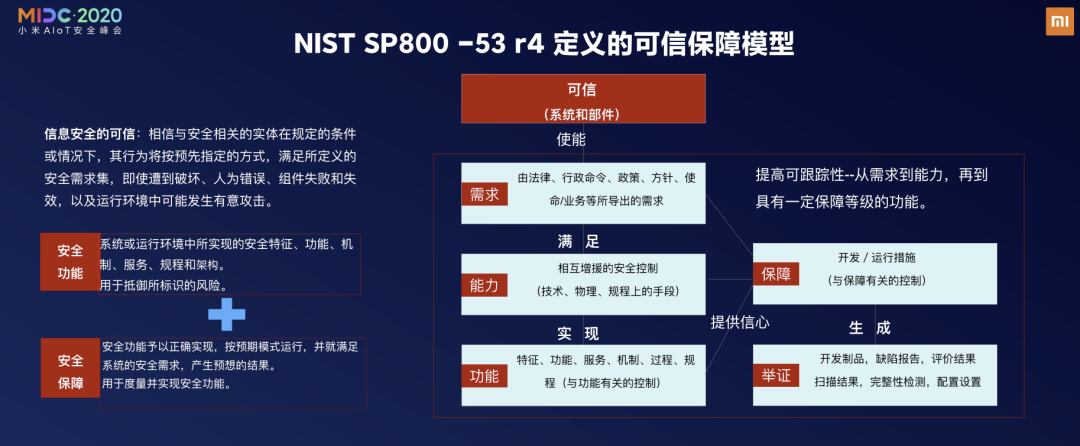 MIDC·2020
小米AIoT安全峰会
NIST SP800 -53 r4 定义的可信保障模型
信息安全的可信：相信与安全相关的实体在规定的条件
或情况下，其行为将按预先指定的方式，满足所定义的
安全需求集，即使遭到破坏、人为错误、组件失败和失
效，以及运行环境中可能发生有意攻击。
安全
功能
系统或运行环境中所实现的安全特征、功能、机
制、服务、规程和架构。
用于抵御所标识的风险。
安全
保障
安全功能予以正确实现，按预期模式运行，并就满足
系统的安全需求，产生预想的结果。
用于度量并实现安全功能。
可信
（系统和部件）
使能
需求
由法律、行政命令、政策、方针、使
命/业务等所导出的需求
满 足
能力
相互增援的安全控制
（技术、物理、规程上的手段）
实 现
功能
特征、功能、服务、机制、过程、规
程（与功能有关的控制）
提高可跟踪性--从需求到能力，再到
具有一定保障等级的功能。
保障
开发 / 运行措施
（与保障有关的控制）
提供信心
生 成
举证
开发制品，缺陷报告，评价结果
扫描结果，完整性检测，配置设置